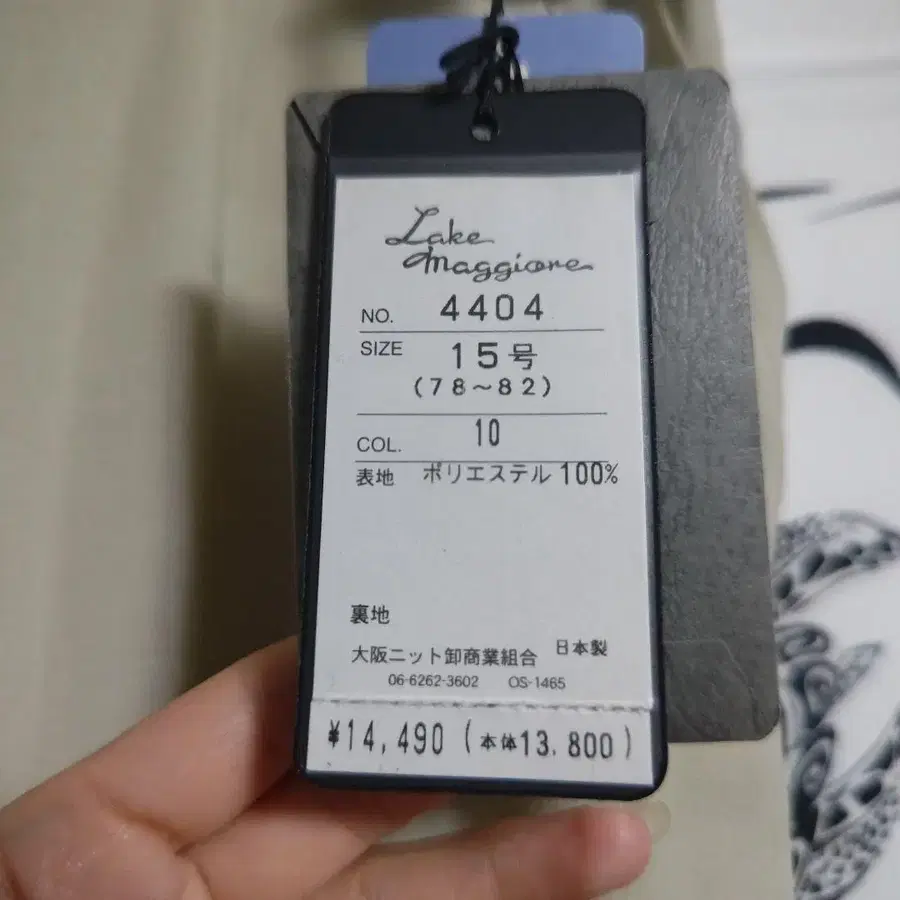 Lake
Maggiore
NO. 4404
SIZE 15号
(78～82)
COL. 10
表地 ポリエステル 100%
裏地
大阪ニット卸商業組合 日本製
06-6262-3602 OS-1465
¥14,490 (本体13.800)